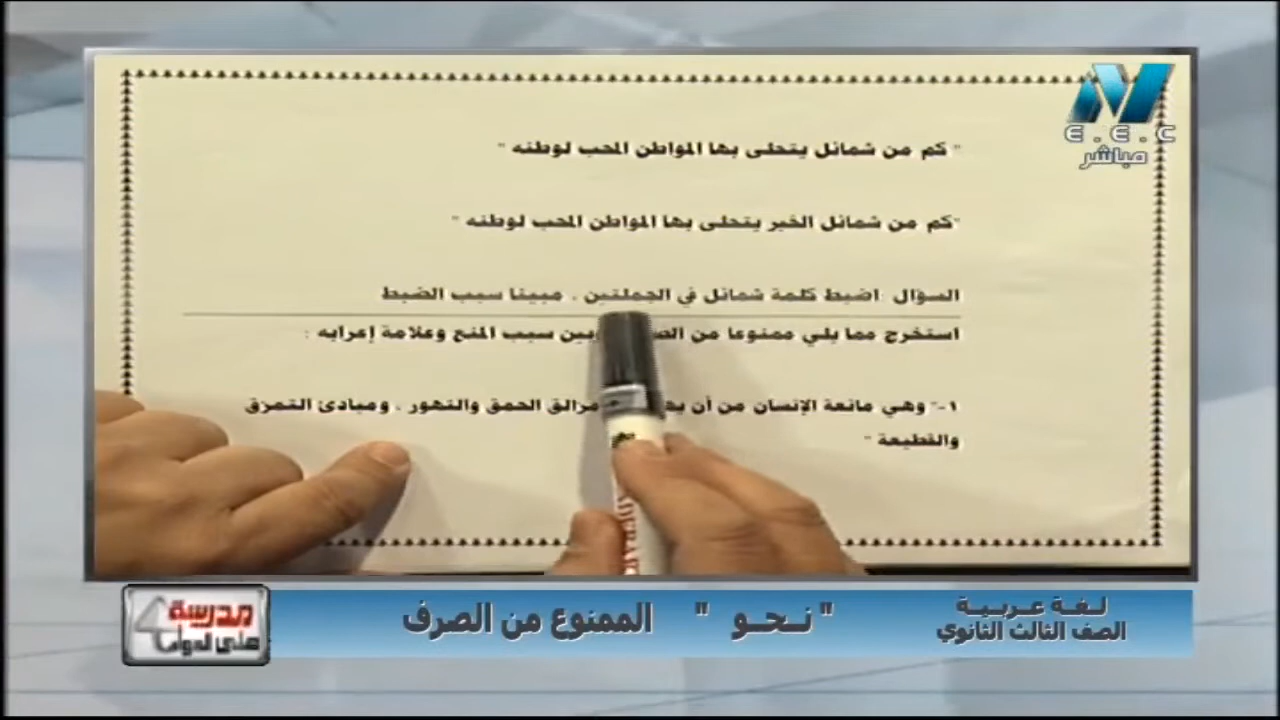 " كم من شمائل يتحلى بها المواطن المحب لوطنه "
"كم من شمائل الخير يتحلى بها المواطن المحب لوطنه "
السؤال اضبط كلمة شمائل في الجملتين . مبينا سبب الضبط
استخرج مما يلي ممنوعا من وبين سبب المنع وعلامة إعرابه :
١-" وهي مانعة الإنسان من أن مزالق الحمق والتهور . ومبادئ التمزق
والقطيعة "
N
E.E.C
مباشر
لغة عربية
الصف الثالث الثانوي
" نحو " الممنوع من الصرف
مدرسة
على الهواء
4